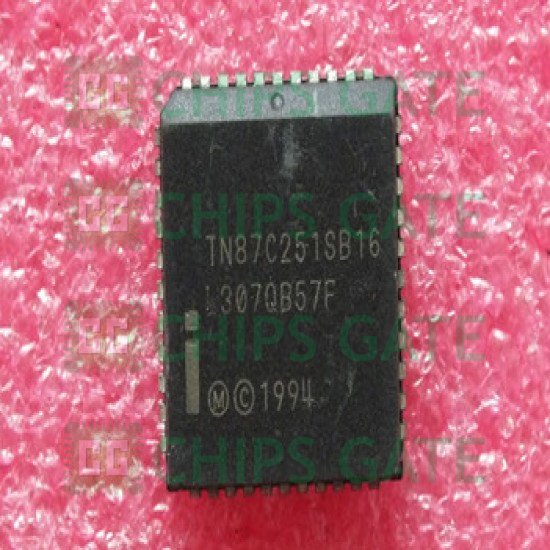 CHIPS GATE
CHIPS GATE
TN87C251SB16
L307QB57F
CHIPS GATE
i
Ⓜ©1994
CHIPS GATE